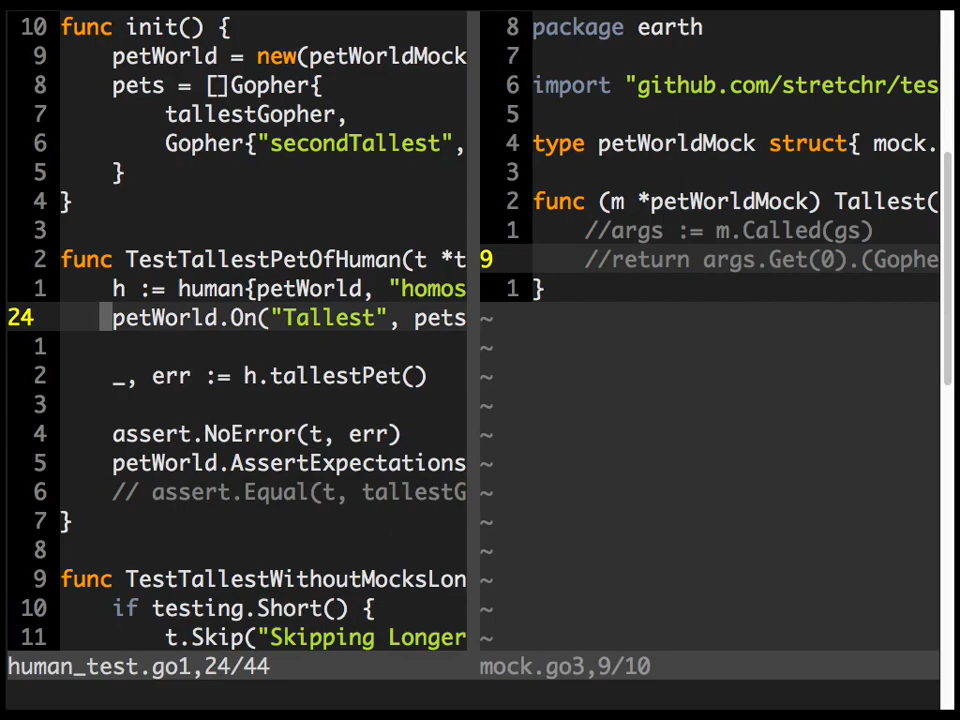 10 func init() {
9 petWorld = new(petWorldMock
8 pets = []Gopher{
7 tallestGopher,
6 Gopher{"secondTallest",
5 }
4 }
3
2 func TestTallestPetOfHuman(t *t
1 h := human{petWorld, "homos
24 petWorld.On("Tallest", pets
1
2 _, err := h.tallestPet()
3
4 assert.NoError(t, err)
5 petWorld.AssertExpectations
6 // assert.Equal(t, tallestG
7 }
8
9 func TestTallestWithoutMocksLon
10 if testing.Short() {
11 t.Skip("Skipping Longer
human_test.go1,24/44
8 package earth
7
6 import "github.com/stretchr/tes
5
4 type petWorldMock struct{ mock.
3
2 func (m *petWorldMock) Tallest(
1 //args := m.Called(gs)
9 //return args.Get(0).(Gophe
1 }
~
~
~
~
~
~
~
~
~
~
~
~
mock.go3,9/10